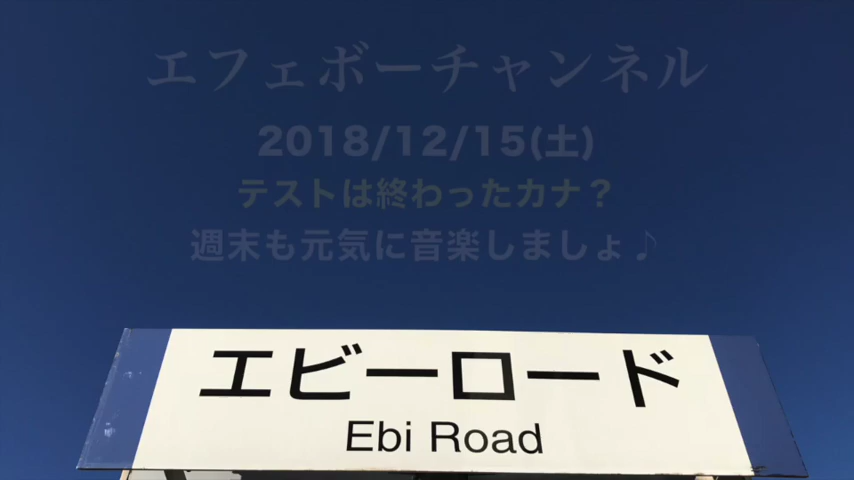 エフェボーチャンネル
2018/12/15(土)
テストは終わったカナ？
週末も元気に音楽しましょ♪
エビーロード
Ebi Road